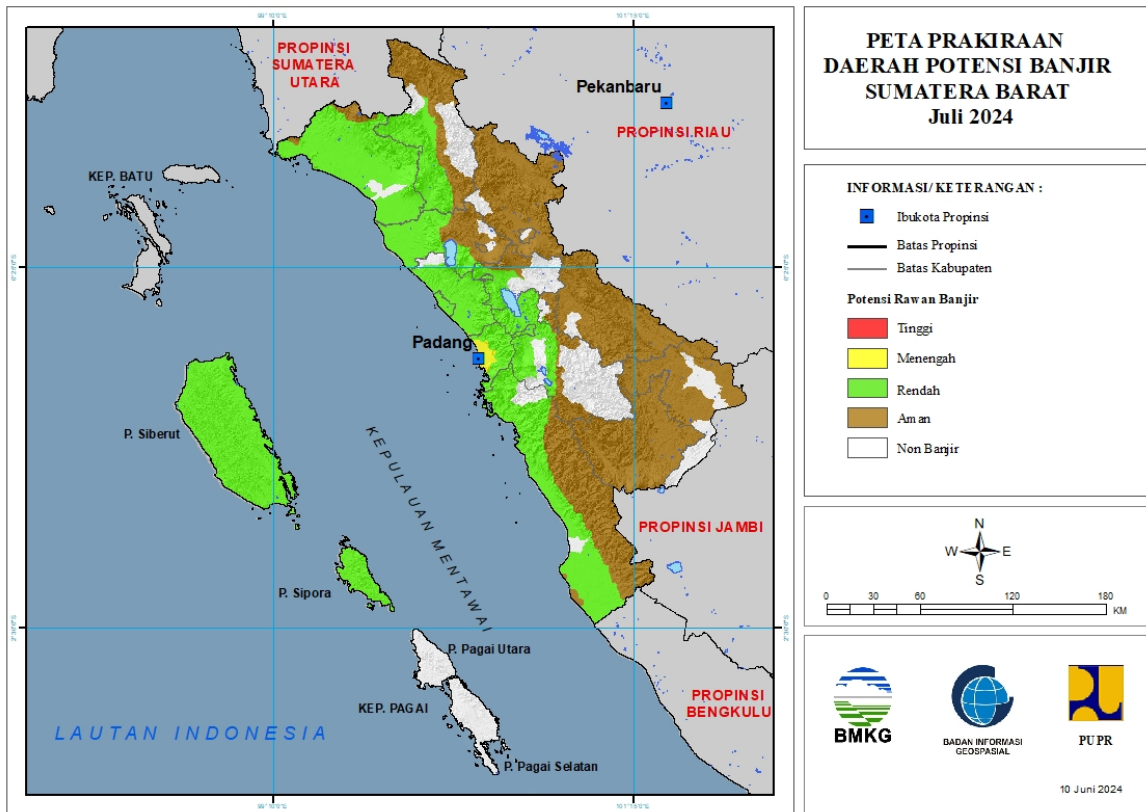 PETA PRAKIRAAN
DAERAH POTENSI BANJIR
SUMATERA BARAT
Juli 2024
INFORMASI/ KETERANGAN :
Ibukota Propinsi
Batas Propinsi
Batas Kabupaten
Potensi Rawan Banjir
Tinggi
Menengah
Rendah
Aman
Non Banjir
N
W
E
S
0 30 60 120 180
KM
BMKG
BADAN INFORMASI
GEOSPASIAL
PUPR
10 Juni 2024
PROPINSI
SUMATERA
UTARA
Pekanbaru
PROPINSI RIAU
KEP. BATU
Padang
P. Siberut
KEPULAUAN MENTAWAI
PROPINSI JAMBI
P. Sipora
P. Pagai Utara
KEP. PAGAI
PROPINSI
BENGKULU
LAUTAN INDONESIA
P. Pagai Selatan